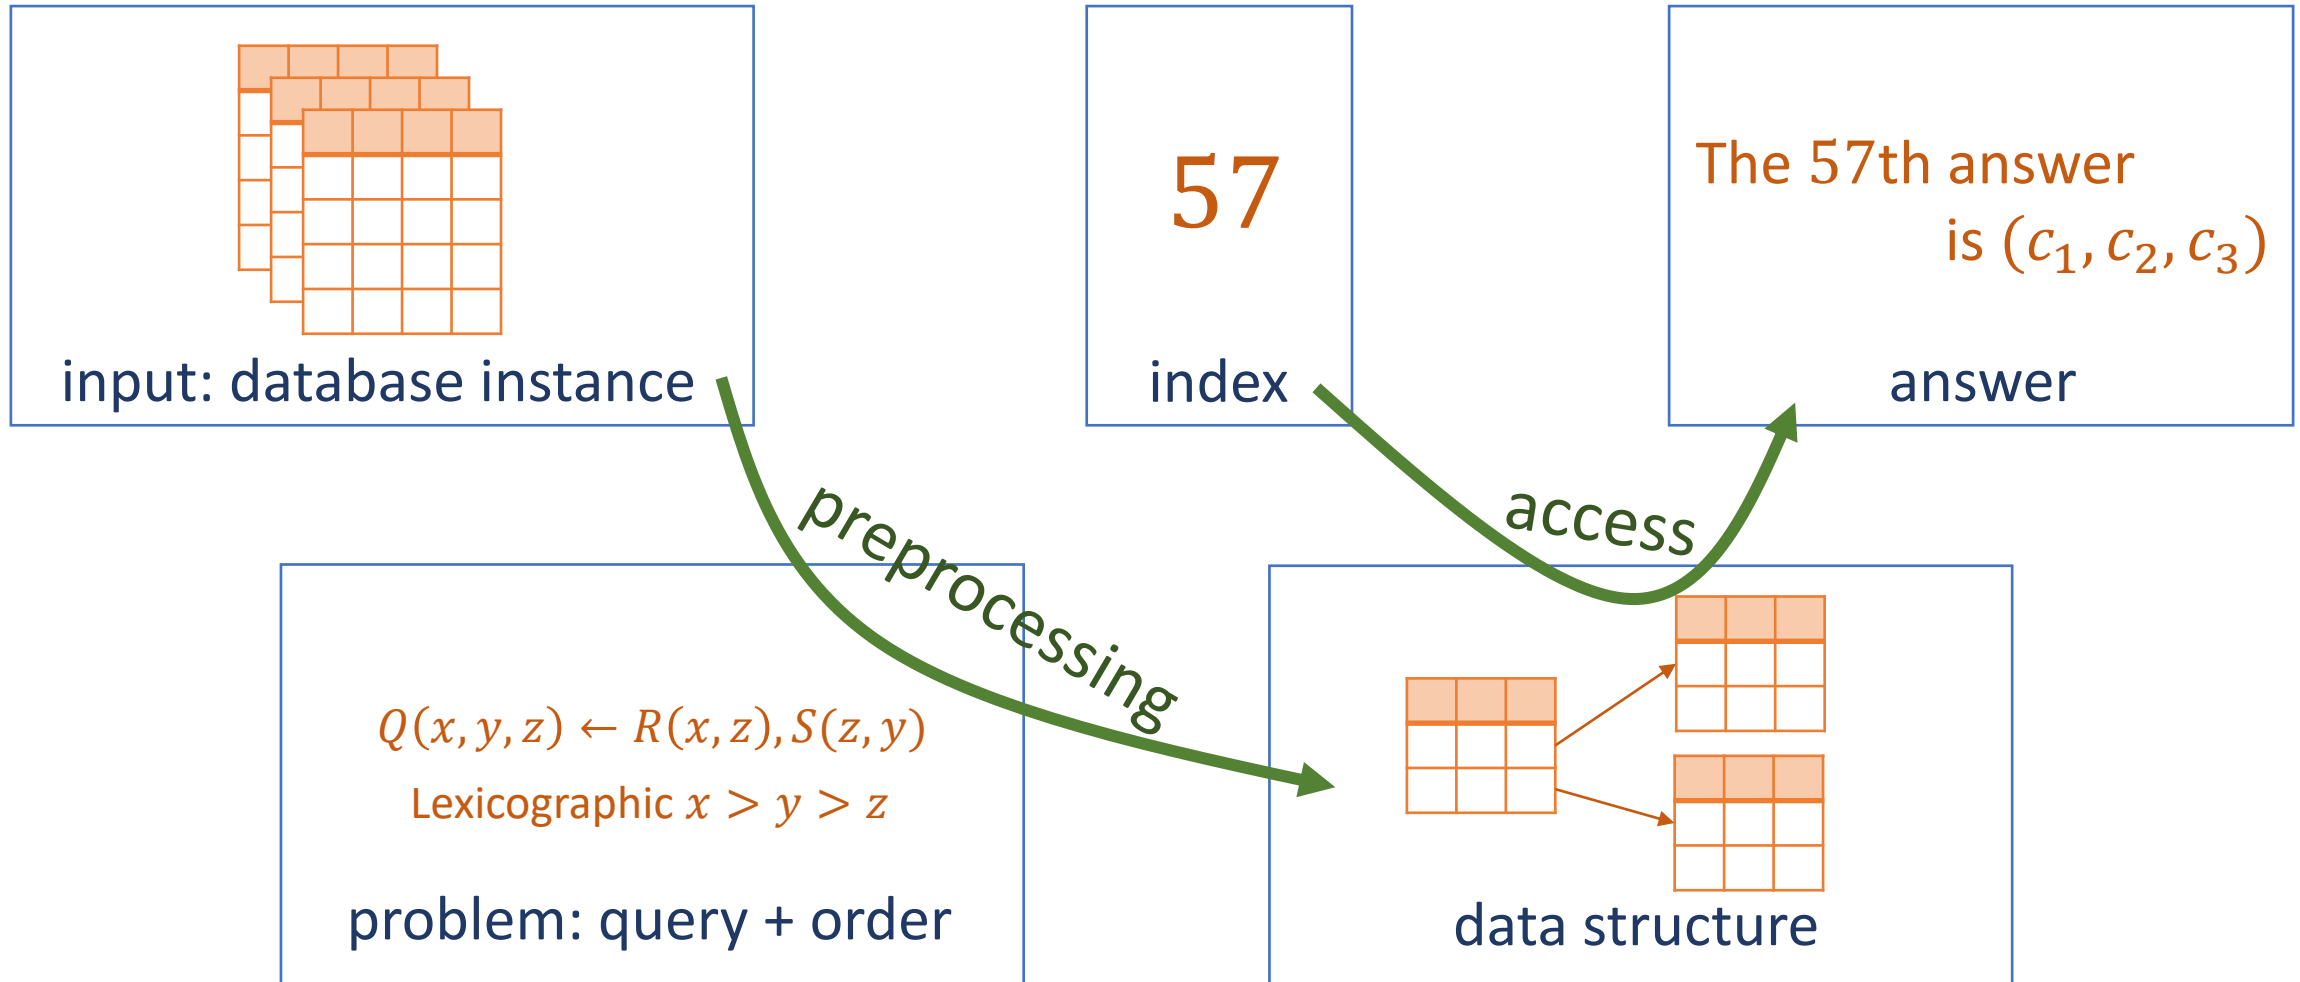 input: database instance
57
index
The 57th answer
is (c₁, c₂, c₃)
answer
preprocessing
access
Q(x, y, z) ← R(x, z), S(z, y)
Lexicographic x > y > z
problem: query + order
data structure